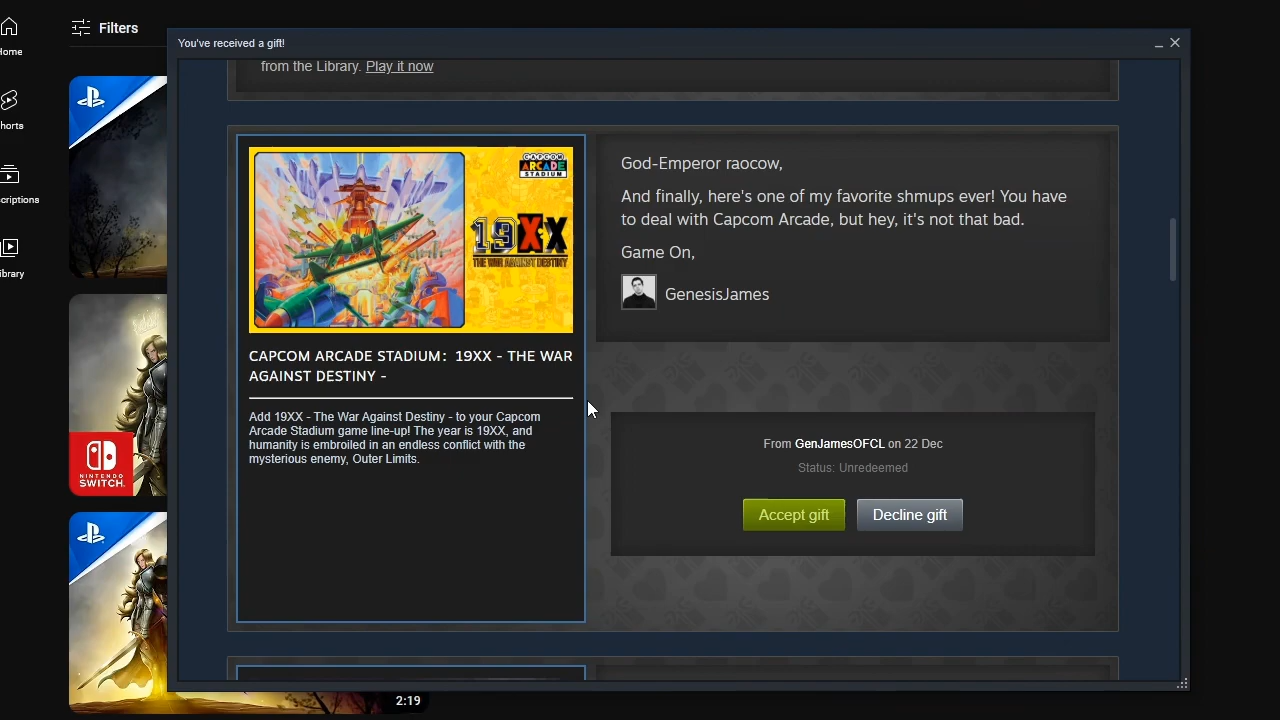 Filters
You've received a gift!
ome
horts
criptions
ibrary
from the Library. Play it now
CAPCOM
ARCADE
STADIUM
19XX
THE WAR AGAINST DESTINY
CAPCOM ARCADE STADIUM: 19XX - THE WAR
AGAINST DESTINY -
Add 19XX - The War Against Destiny - to your Capcom
Arcade Stadium game line-up! The year is 19XX, and
humanity is embroiled in an endless conflict with the
mysterious enemy, Outer Limits.
God-Emperor raocow,
And finally, here's one of my favorite shmups ever! You have
to deal with Capcom Arcade, but hey, it's not that bad.
Game On,
GenesisJames
From GenJamesOFCL on 22 Dec
Status: Unredeemed
Accept gift
Decline gift
NINTENDO
SWITCH
2:19